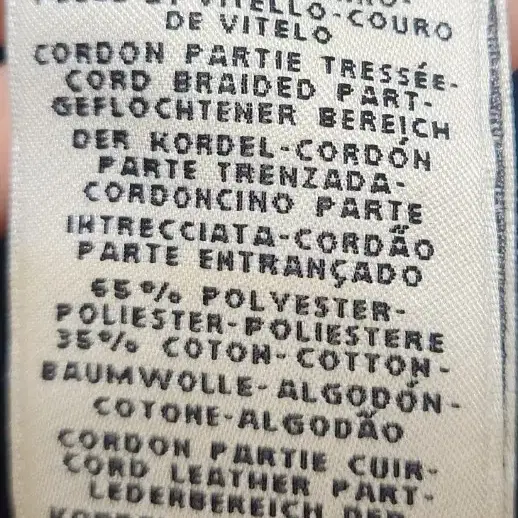 VITELLO-COURO
DE VITELO
CORDON PARTIE TRESSÉE-
CORD BRAIDED PART-
GEFLOCHTENER BEREICH
DER KORDEL-CORDÓN
PARTE TRENZADA-
CORDONCINO PARTE
INTRECCIATA-CORDÃO
PARTE ENTRANÇADO
65% POLYESTER-
POLIESTER-POLIESTERE
35% COTON-COTTON-
BAUMWOLLE-ALGODÓN-
COTONE-ALGODÃO
CORDON PARTIE CUIR-
CORD LEATHER PART-
LEDERBEREICH DER